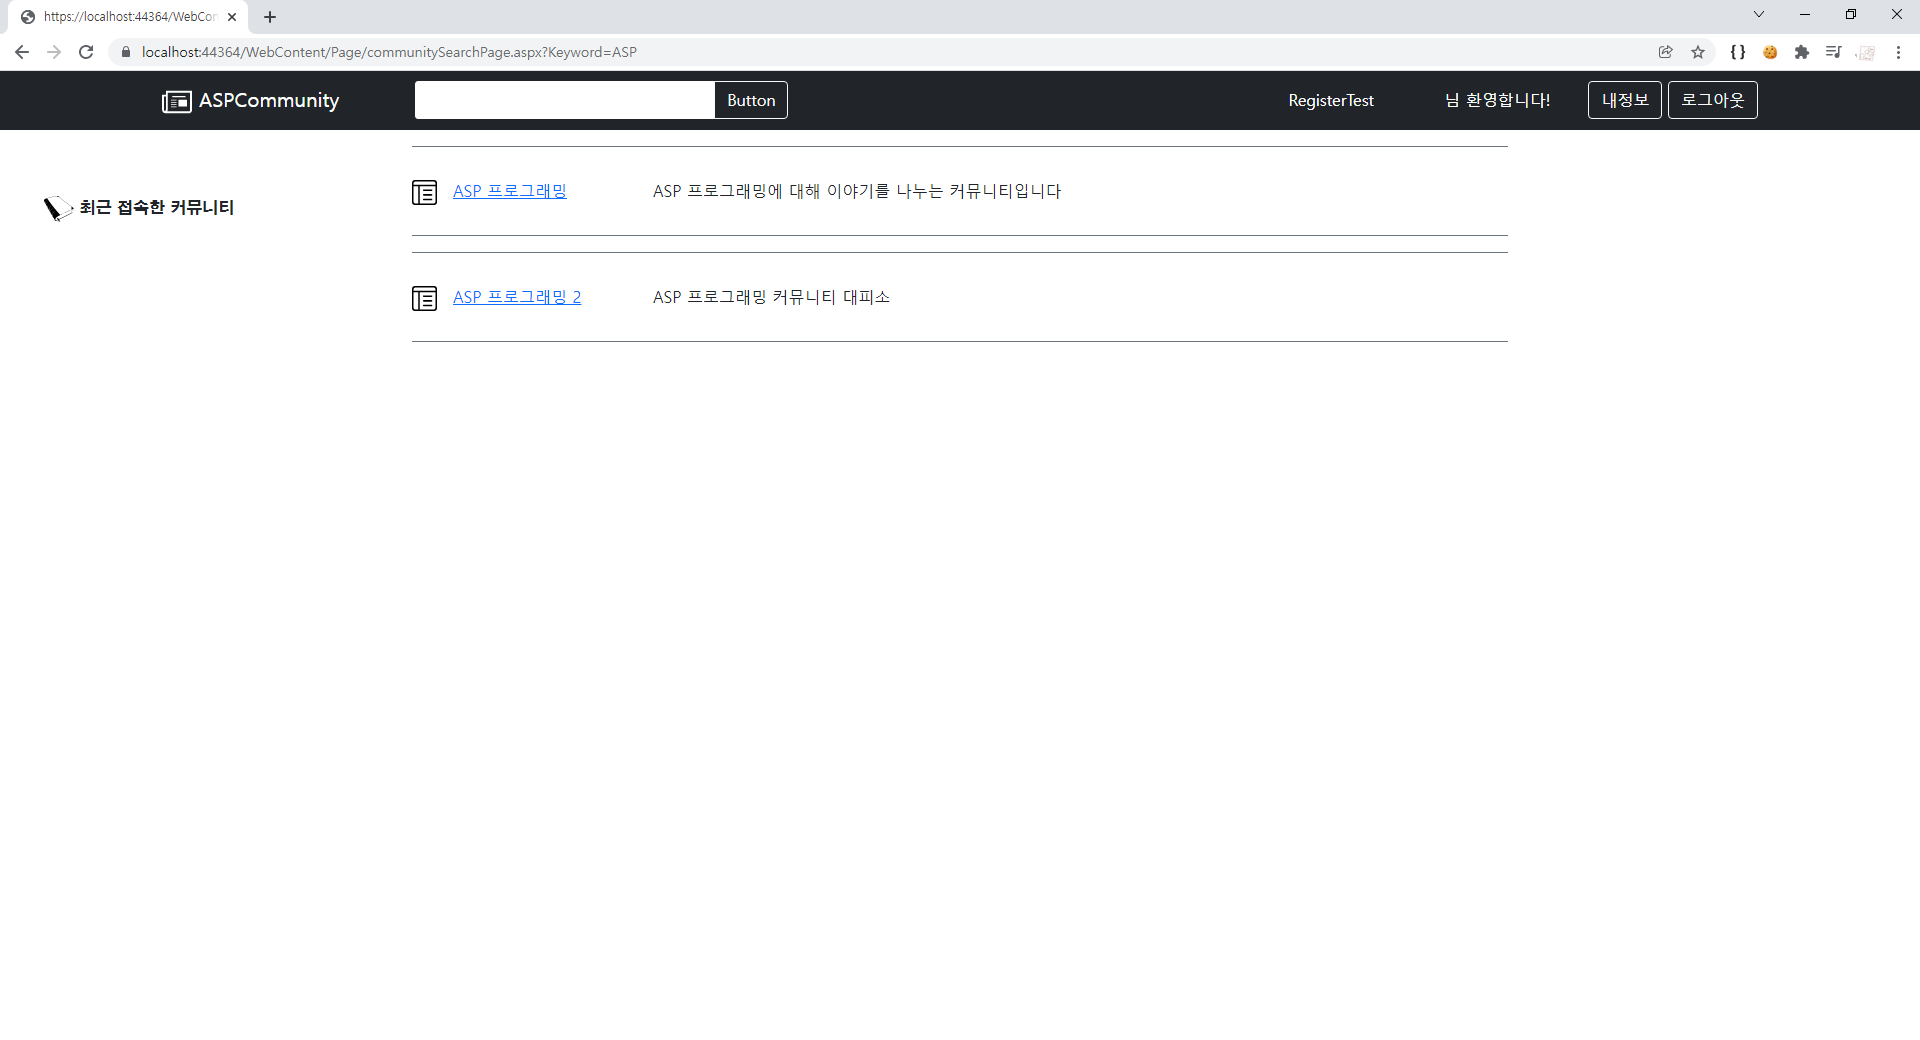 https://localhost:44364/WebCon
localhost:44364/WebContent/Page/communitySearchPage.aspx?Keyword=ASP
ASPCommunity
Button
RegisterTest
님 환영합니다!
내정보
로그아웃
최근 접속한 커뮤니티
ASP 프로그래밍
ASP 프로그래밍에 대해 이야기를 나누는 커뮤니티입니다
ASP 프로그래밍 2
ASP 프로그래밍 커뮤니티 대피소